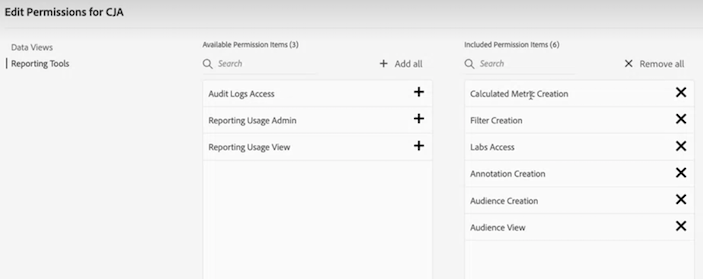 Edit Permissions for CJA
Data Views
Reporting Tools
Available Permission Items (3)
Search
Add all
Audit Logs Access
Reporting Usage Admin
Reporting Usage View
Included Permission Items (6)
Search
Remove all
Calculated Metric Creation
Filter Creation
Labs Access
Annotation Creation
Audience Creation
Audience View